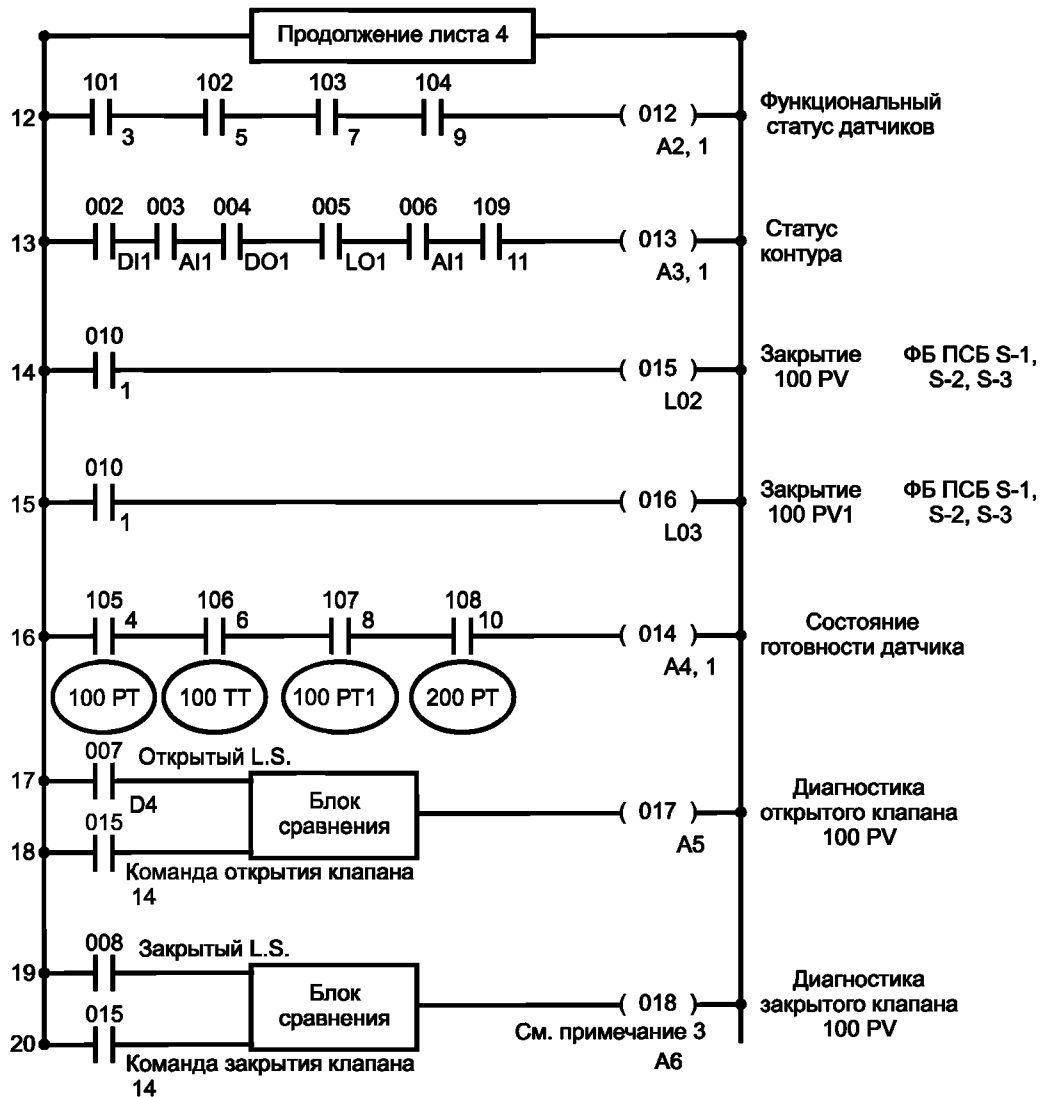 Продолжение листа 4
101 102 103 104
12 3 5 7 9 ( 012 ) A2, 1
Функциональный
статус датчиков
002 003 004 005 006 109
13 DI1 AI1 DO1 LO1 AI1 11 ( 013 ) A3, 1
Статус
контура
010
14 1 ( 015 ) L02
Закрытие
100 PV
ФБ ПСБ S-1,
S-2, S-3
010
15 1 ( 016 ) L03
Закрытие
100 PV1
ФБ ПСБ S-1,
S-2, S-3
105 106 107 108
16 4 6 8 10 ( 014 ) A4, 1
Состояние
готовности датчика
100 PT 100 TT 100 PT1 200 PT
007 Открытый L.S.
17 D4
015
18
Команда открытия клапана
14
Блок
сравнения
( 017 )
A5
Диагностика
открытого клапана
100 PV
008 Закрытый L.S.
19
015
20
Команда закрытия клапана
14
Блок
сравнения
( 018 )
См. примечание 3
A6
Диагностика
закрытого клапана
100 PV